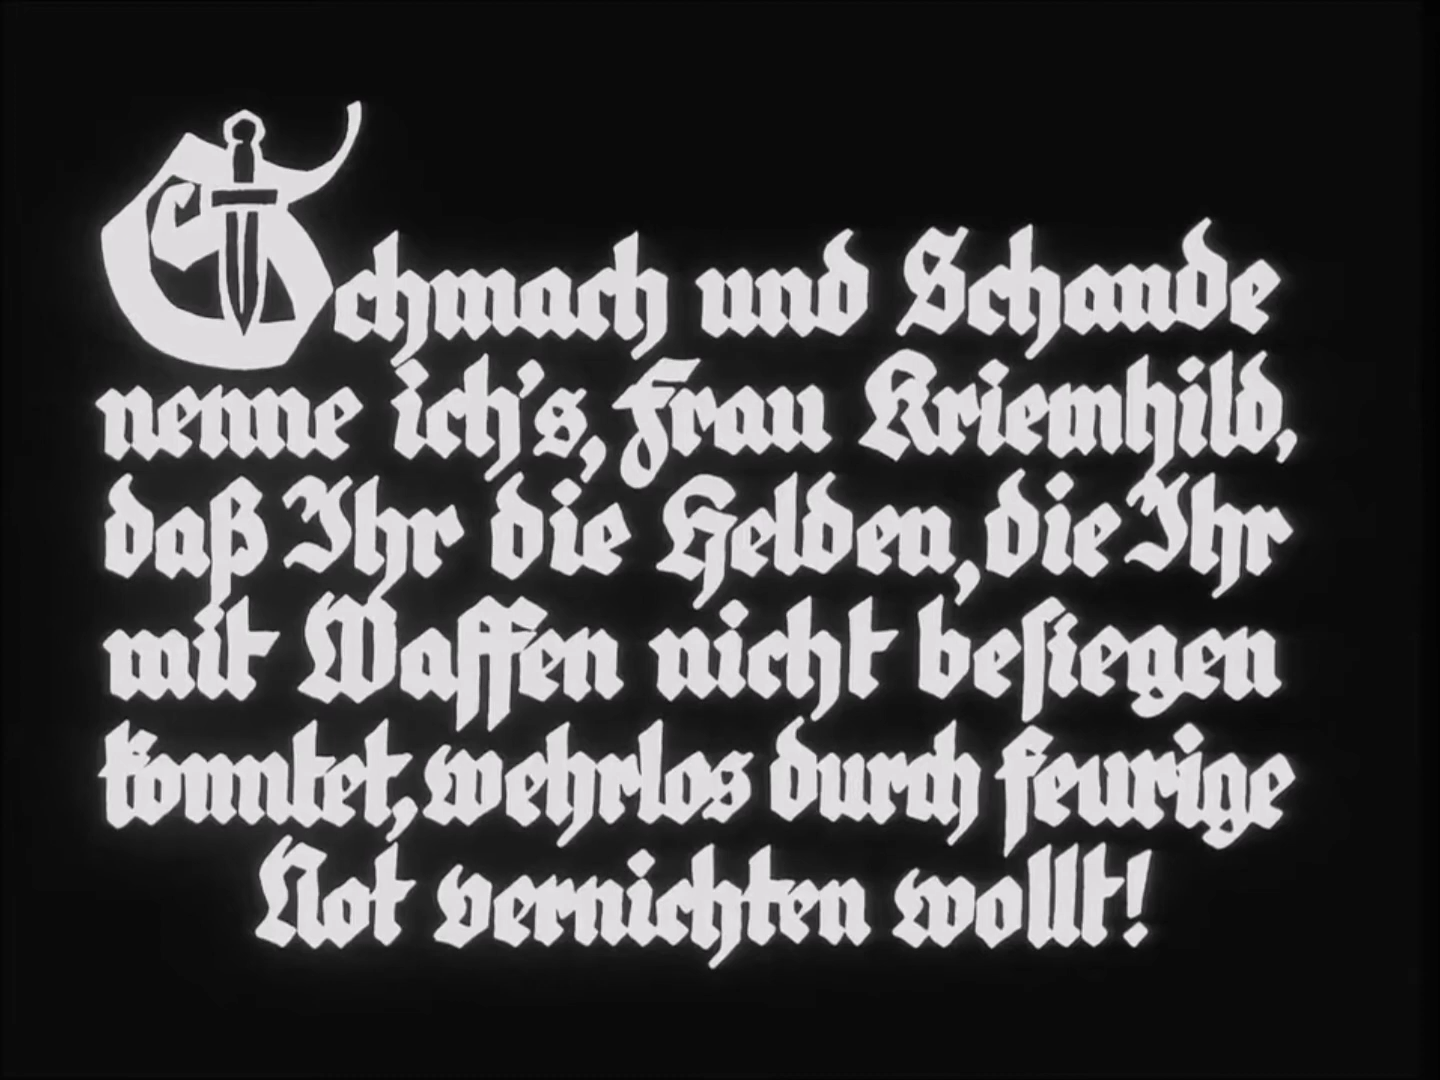 Schmach und Schande
nenne ich's, Frau Kriemhild,
daß Ihr die Helden, die Ihr
mit Waffen nicht beſiegen
konntet, wehrlos durch feurige
Not vernichten wollt!